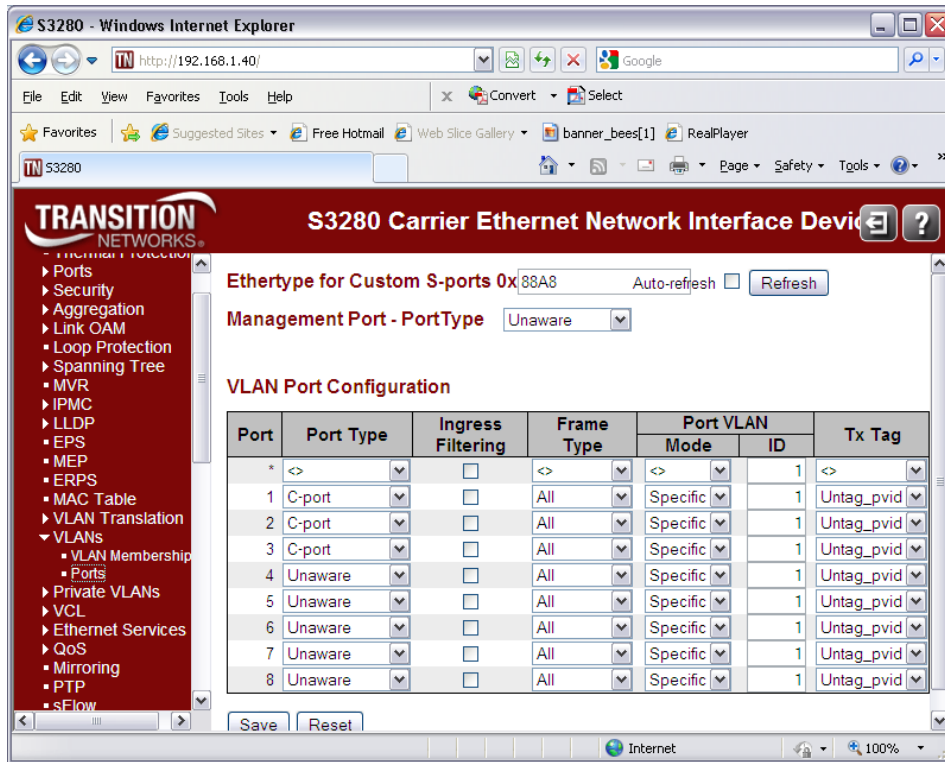 S3280 - Windows Internet Explorer
http://192.168.1.40/
Google
File Edit View Favorites Tools Help
x Convert Select
Favorites Suggested Sites Free Hotmail Web Slice Gallery banner_bees[1] RealPlayer
S3280
Page Safety Tools »
TRANSITION
NETWORKS®
S3280 Carrier Ethernet Network Interface Devic
?
Thermal Protection
Ports
Security
Aggregation
Link OAM
Loop Protection
Spanning Tree
MVR
IPMC
LLDP
EPS
MEP
ERPS
MAC Table
VLAN Translation
VLANs
VLAN Membership
Ports
Private VLANs
VCL
Ethernet Services
QoS
Mirroring
PTP
sFlow
Ethertype for Custom S-ports 0x 88A8 Auto-refresh Refresh
Management Port - PortType Unaware
VLAN Port Configuration
Port Port Type Ingress Filtering Frame Type Port VLAN Mode ID Tx Tag
* <> <> <> 1 <>
1 C-port All Specific 1 Untag_pvid
2 C-port All Specific 1 Untag_pvid
3 C-port All Specific 1 Untag_pvid
4 Unaware All Specific 1 Untag_pvid
5 Unaware All Specific 1 Untag_pvid
6 Unaware All Specific 1 Untag_pvid
7 Unaware All Specific 1 Untag_pvid
8 Unaware All Specific 1 Untag_pvid
Save Reset
Internet 100%